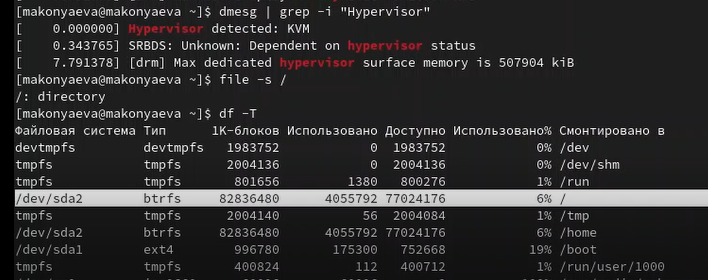 [makonyaeva@makonyaeva ~]$ dmesg | grep -i "Hypervisor"
[    0.000000] Hypervisor detected: KVM
[    0.343765] SRBDS: Unknown: Dependent on hypervisor status
[    7.791378] [drm] Max dedicated hypervisor surface memory is 507904 kiB
[makonyaeva@makonyaeva ~]$ file -s /
/: directory
[makonyaeva@makonyaeva ~]$ df -T
Файловая система Тип 1K-блоков Использовано Доступно Использовано% Смонтировано в
devtmpfs devtmpfs 1983752 0 1983752 0% /dev
tmpfs tmpfs 2004136 0 2004136 0% /dev/shm
tmpfs tmpfs 801656 1380 800276 1% /run
/dev/sda2 btrfs 82836480 4055792 77024176 6% /
tmpfs tmpfs 2004140 56 2004084 1% /tmp
/dev/sda2 btrfs 82836480 4055792 77024176 6% /home
/dev/sda1 ext4 996780 175300 752668 19% /boot
tmpfs tmpfs 400824 112 400712 1% /run/user/1000